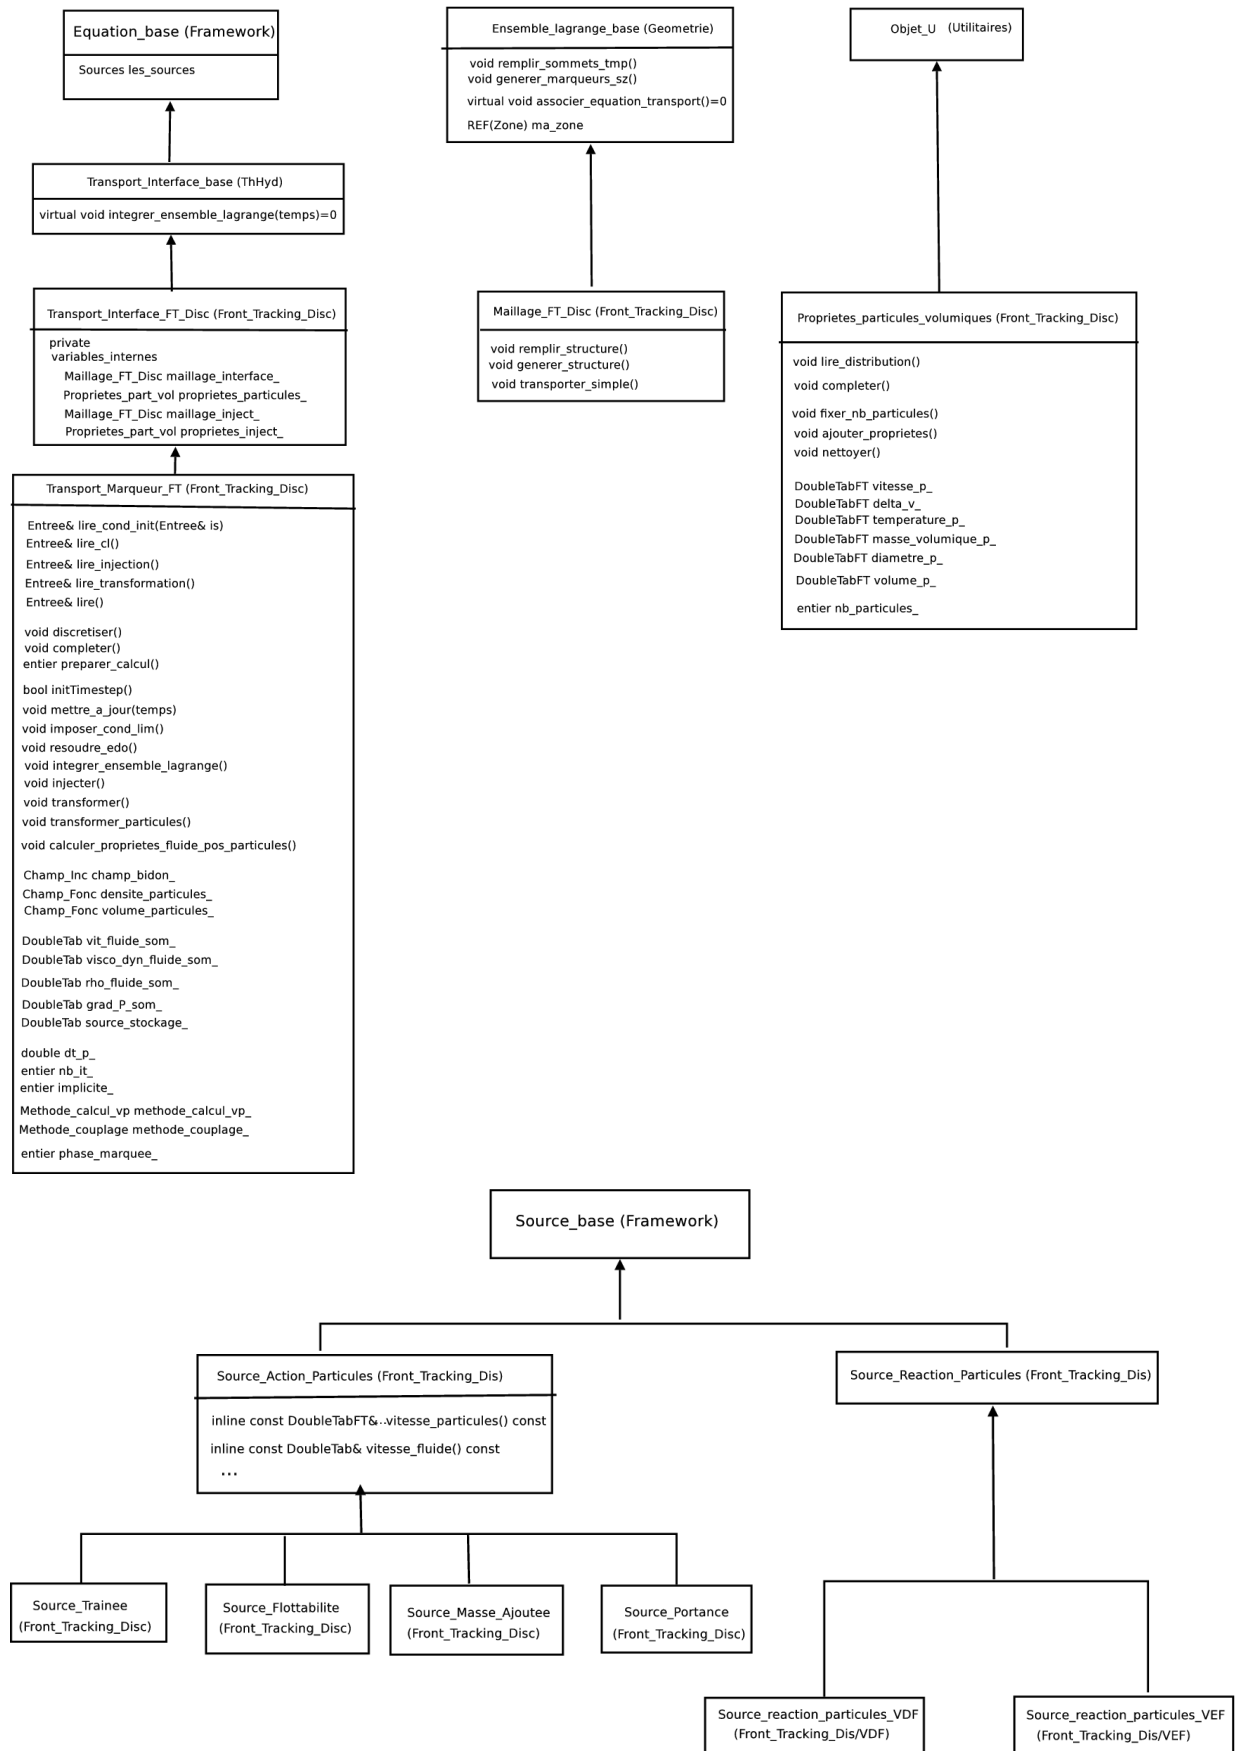 Equation_base (Framework)
Sources les_sources
Transport_Interface_base (ThHyd)
virtual void integrer_ensemble_lagrange(temps)=0
Transport_Interface_FT_Disc (Front_Tracking_Disc)
private
variables_internes
Maillage_FT_Disc maillage_interface_
Proprietes_part_vol proprietes_particules_
Maillage_FT_Disc maillage_inject_
Proprietes_part_vol proprietes_inject_
Transport_Marqueur_FT (Front_Tracking_Disc)
Entree& lire_cond_init(Entree& is)
Entree& lire_cl()
Entree& lire_injection()
Entree& lire_transformation()
Entree& lire()
void discretiser()
void completer()
entier preparer_calcul()
bool initTimestep()
void mettre_a_jour(temps)
void imposer_cond_lim()
void resoudre_edo()
void integrer_ensemble_lagrange()
void injecter()
void transformer()
void transformer_particules()
void calculer_proprietes_fluide_pos_particules()
Champ_Inc champ_bidon_
Champ_Fonc densite_particules_
Champ_Fonc volume_particules_
DoubleTab vit_fluide_som_
DoubleTab visco_dyn_fluide_som_
DoubleTab rho_fluide_som_
DoubleTab grad_P_som_
DoubleTab source_stockage_
double dt_p_
entier nb_it_
entier implicite_
Methode_calcul_vp methode_calcul_vp_
Methode_couplage methode_couplage_
entier phase_marquee_
Ensemble_lagrange_base (Geometrie)
void remplir_sommets_tmp()
void generer_marqueurs_sz()
virtual void associer_equation_transport()=0
REF(Zone) ma_zone
Maillage_FT_Disc (Front_Tracking_Disc)
void remplir_structure()
void generer_structure()
void transporter_simple()
Objet_U (Utilitaires)
Proprietes_particules_volumiques (Front_Tracking_Disc)
void lire_distribution()
void completer()
void fixer_nb_particules()
void ajouter_proprietes()
void nettoyer()
DoubleTabFT vitesse_p_
DoubleTabFT delta_v_
DoubleTabFT temperature_p_
DoubleTabFT masse_volumique_p_
DoubleTabFT diametre_p_
DoubleTabFT volume_p_
entier nb_particules_
Source_base (Framework)
Source_Action_Particules (Front_Tracking_Dis)
inline const DoubleTabFT&...vitesse_particules() const
inline const DoubleTab& vitesse_fluide() const
...
Source_Reaction_Particules (Front_Tracking_Dis)
Source_Trainee
(Front_Tracking_Disc)
Source_Flottabilite
(Front_Tracking_Disc)
Source_Masse_Ajoutee
(Front_Tracking_Disc)
Source_Portance
(Front_Tracking_Disc)
Source_reaction_particules_VDF
(Front_Tracking_Dis/VDF)
Source_reaction_particules_VEF
(Front_Tracking_Dis/VEF)